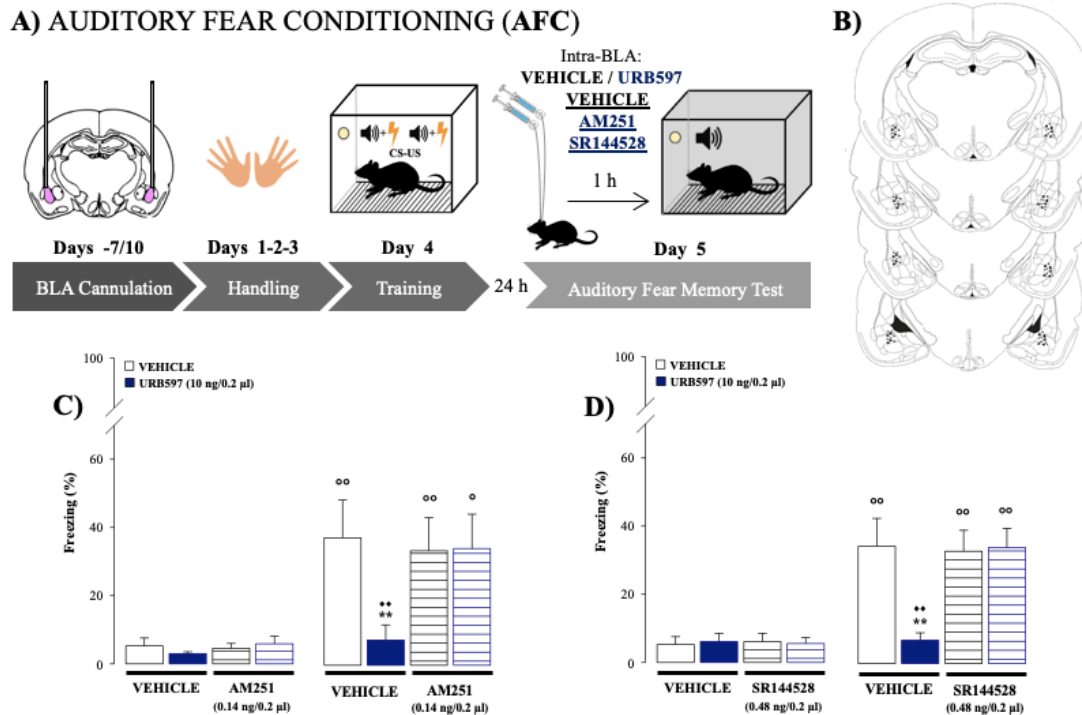 A) AUDITORY FEAR CONDITIONING (AFC)
Intra-BLA:
VEHICLE / URB597
VEHICLE
AM251
SR144528
CS-US
1 h
Days -7/10
Days 1-2-3
Day 4
Day 5
BLA Cannulation
Handling
Training
24 h
Auditory Fear Memory Test
B)
C)
100
60
40
20
0
Freezing (%)
VEHICLE
URB597 (10 ng/0.2 µl)
°°
♦♦
**
°°
°
VEHICLE
AM251
(0.14 ng/0.2 µl)
VEHICLE
AM251
(0.14 ng/0.2 µl)
D)
100
60
40
20
0
Freezing (%)
VEHICLE
URB597 (10 ng/0.2 µl)
°°
♦♦
**
°°
°°
VEHICLE
SR144528
(0.48 ng/0.2 µl)
VEHICLE
SR144528
(0.48 ng/0.2 µl)